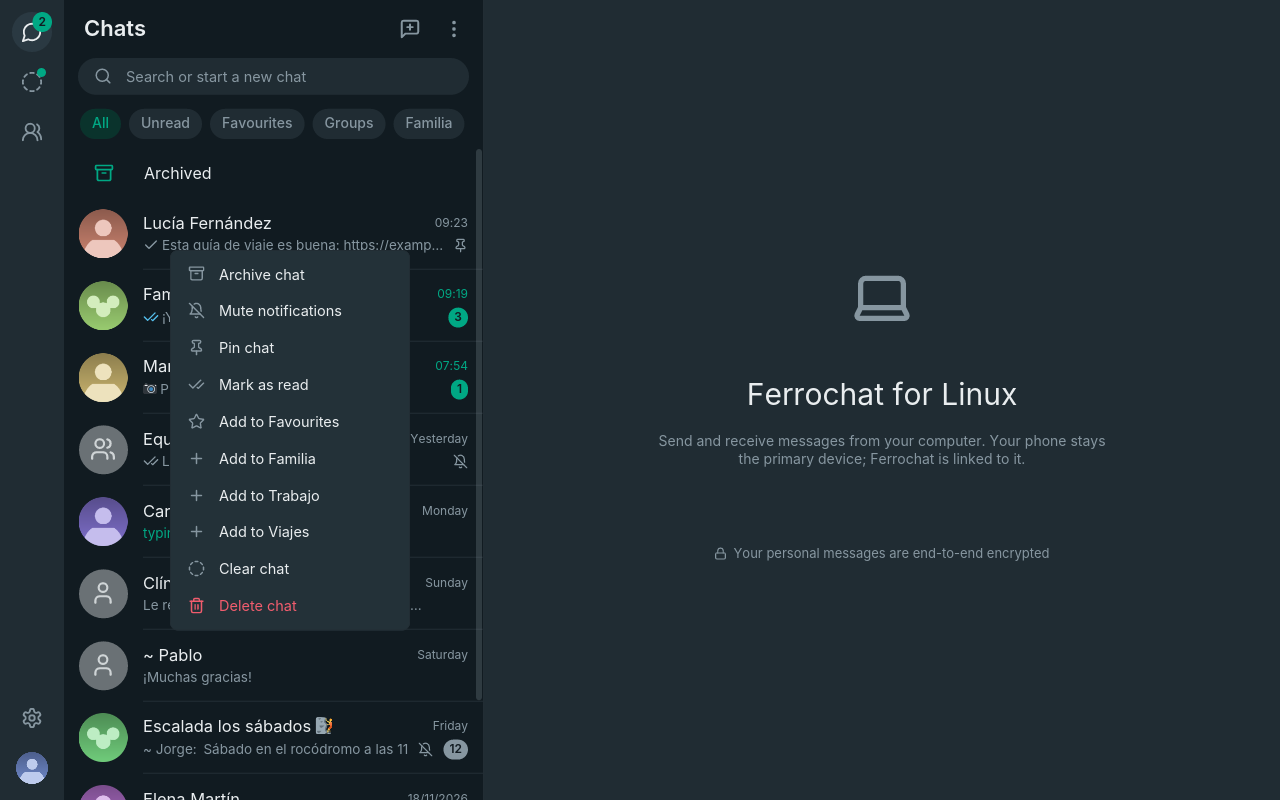 2
Chats
Search or start a new chat
All
Unread
Favourites
Groups
Familia
Archived
Lucía Fernández
09:23
Esta guía de viaje es buena: https://examp...
Archive chat
09:19
Mute notifications
3
Pin chat
07:54
Mark as read
1
Add to Favourites
Yesterday
Add to Familia
Add to Trabajo
Monday
Add to Viajes
Clear chat
Sunday
Le
...
Delete chat
~ Pablo
Saturday
¡Muchas gracias!
Escalada los sábados 🧗
Friday
~ Jorge: Sábado en el rocódromo a las 11
12
Elena Martín
18/11/2026
Ferrochat for Linux
Send and receive messages from your computer. Your phone stays
the primary device; Ferrochat is linked to it.
Your personal messages are end-to-end encrypted